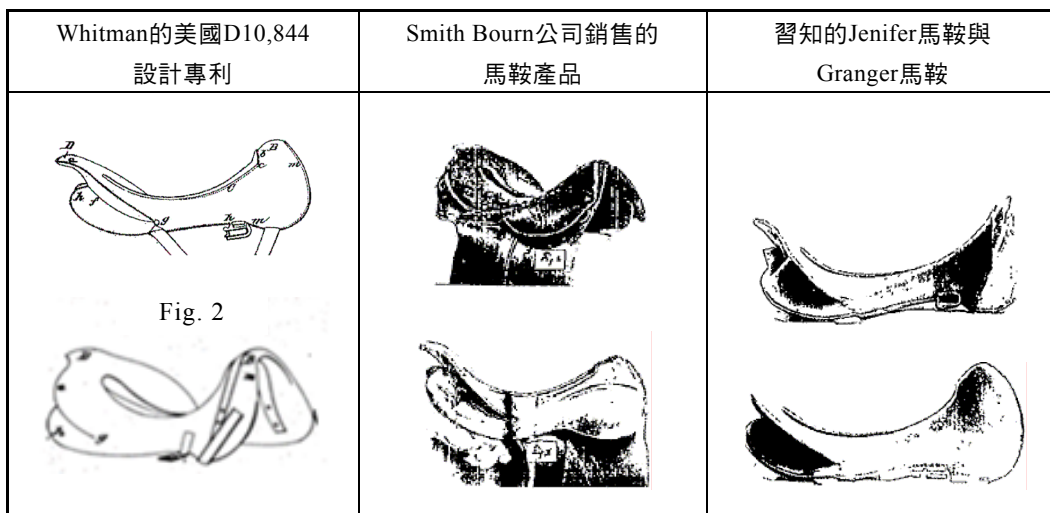 Whitman的美國D10,844
設計專利
Smith Bourn公司銷售的
馬鞍產品
習知的Jenifer馬鞍與
Granger馬鞍
D
B
b
c
m
h
f
g
h
m
Fig. 2